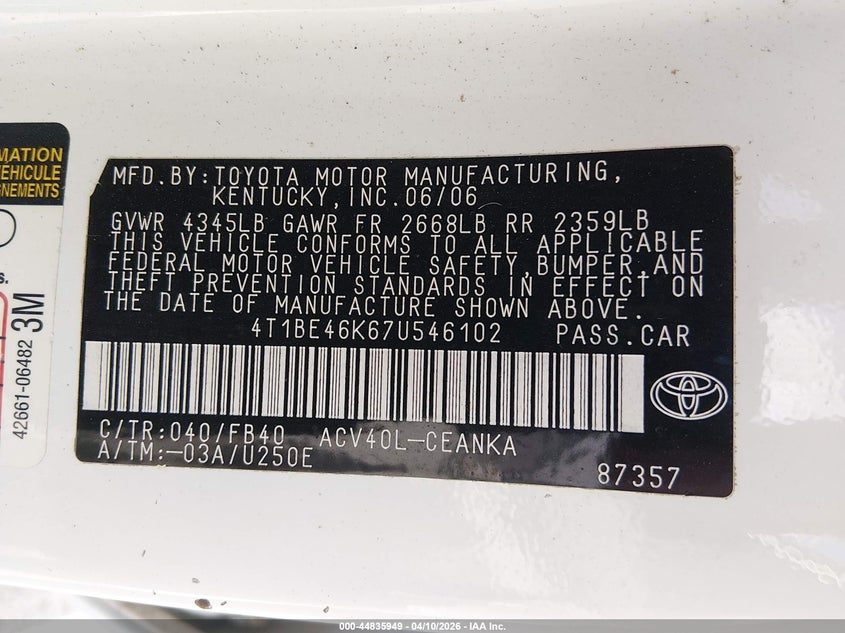 MATION
VEHICULE
GNEMENTS
s.
42661-06482 3M
MFD.BY:TOYOTA MOTOR MANUFACTURING,
KENTUCKY,INC.06/06
GVWR 4345LB GAWR FR 2668LB RR 2359LB
THIS VEHICLE CONFORMS TO ALL APPLICABLE
FEDERAL MOTOR VEHICLE SAFETY,BUMPER,AND
THEFT PREVENTION STANDARDS IN EFFECT ON
THE DATE OF MANUFACTURE SHOWN ABOVE.
4T1BE46K67U546102 PASS.CAR
C/TR:040/FB40 ACV40L-CEANKA
A/TM:-03A/U250E
87357
000-44835949 - 04/10/2026 - IAA Inc.